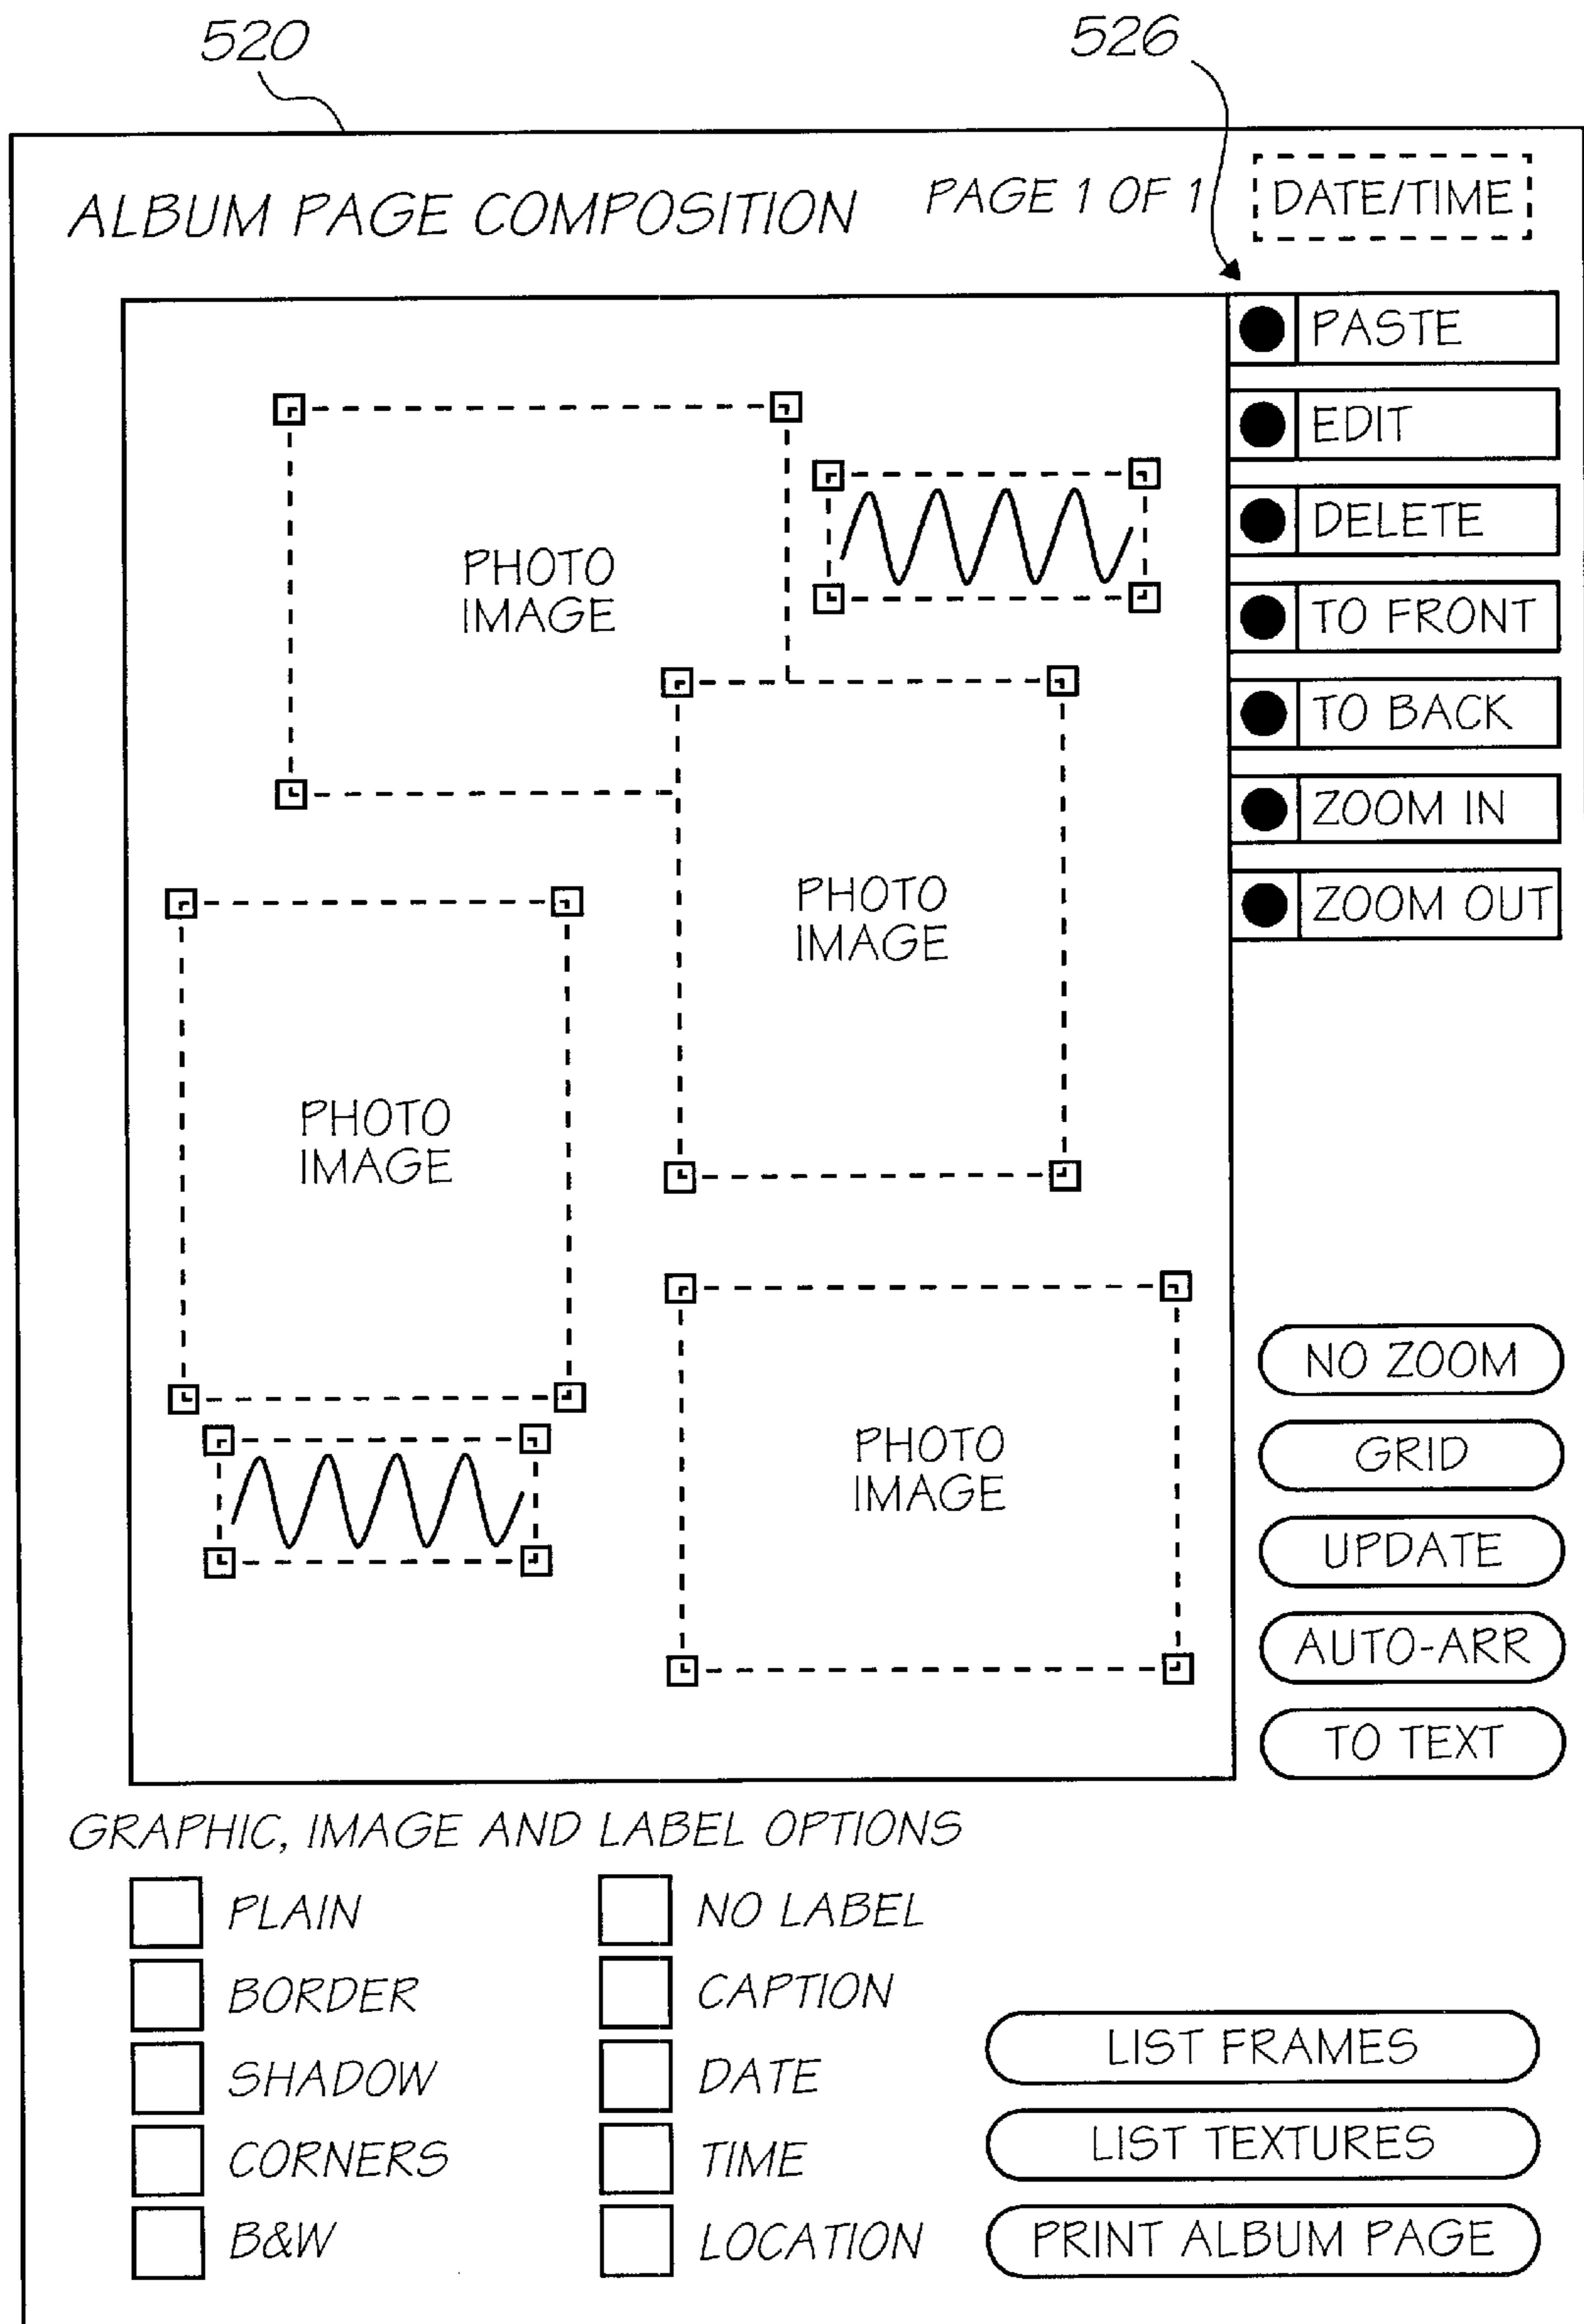 520
526
ALBUM PAGE COMPOSITION
PAGE 1 OF 1
DATE/TIME
PASTE
EDIT
DELETE
TO FRONT
TO BACK
ZOOM IN
ZOOM OUT
PHOTO
IMAGE
PHOTO
IMAGE
PHOTO
IMAGE
PHOTO
IMAGE
NO ZOOM
GRID
UPDATE
AUTO-ARR
TO TEXT
GRAPHIC, IMAGE AND LABEL OPTIONS
PLAIN
BORDER
SHADOW
CORNERS
B&W
NO LABEL
CAPTION
DATE
TIME
LOCATION
LIST FRAMES
LIST TEXTURES
PRINT ALBUM PAGE